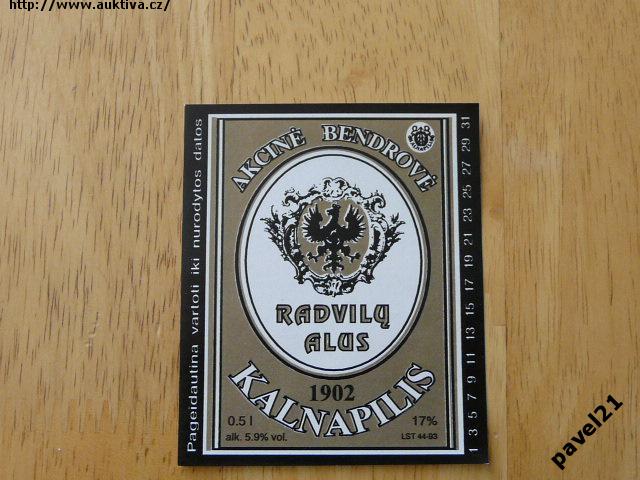 http://www.auktiva.cz/
AKCINĖ BENDROVĖ
KALNAPILIS
RADVILŲ
ALUS
1902
KALNAPILIS
0.5 l 17%
alk. 5.9% vol. LST 44-93
Pageidautina vartoti iki nurodytos datos
1 3 5 7 9 11 13 15 17 19 21 23 25 27 29 31
pavel21